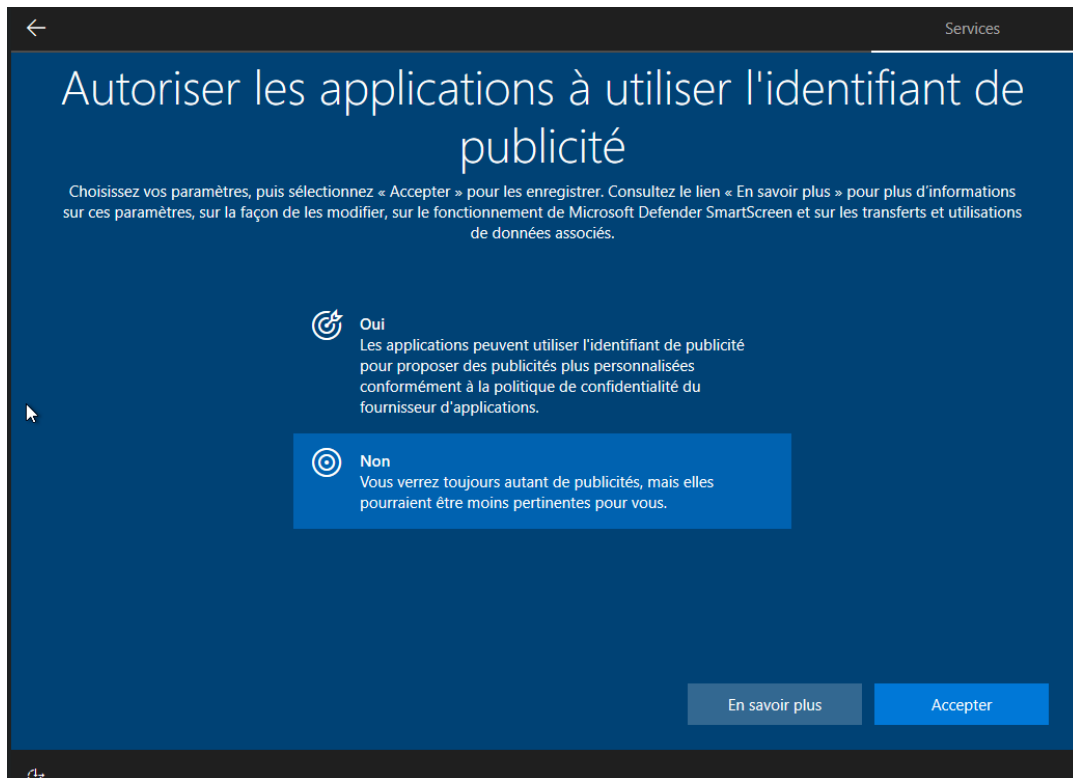 Services
Autoriser les applications à utiliser l'identifiant de
publicité
Choisissez vos paramètres, puis sélectionnez « Accepter » pour les enregistrer. Consultez le lien « En savoir plus » pour plus d'informations
sur ces paramètres, sur la façon de les modifier, sur le fonctionnement de Microsoft Defender SmartScreen et sur les transferts et utilisations
de données associés.
Oui
Les applications peuvent utiliser l'identifiant de publicité
pour proposer des publicités plus personnalisées
conformément à la politique de confidentialité du
fournisseur d'applications.
Non
Vous verrez toujours autant de publicités, mais elles
pourraient être moins pertinentes pour vous.
En savoir plus
Accepter